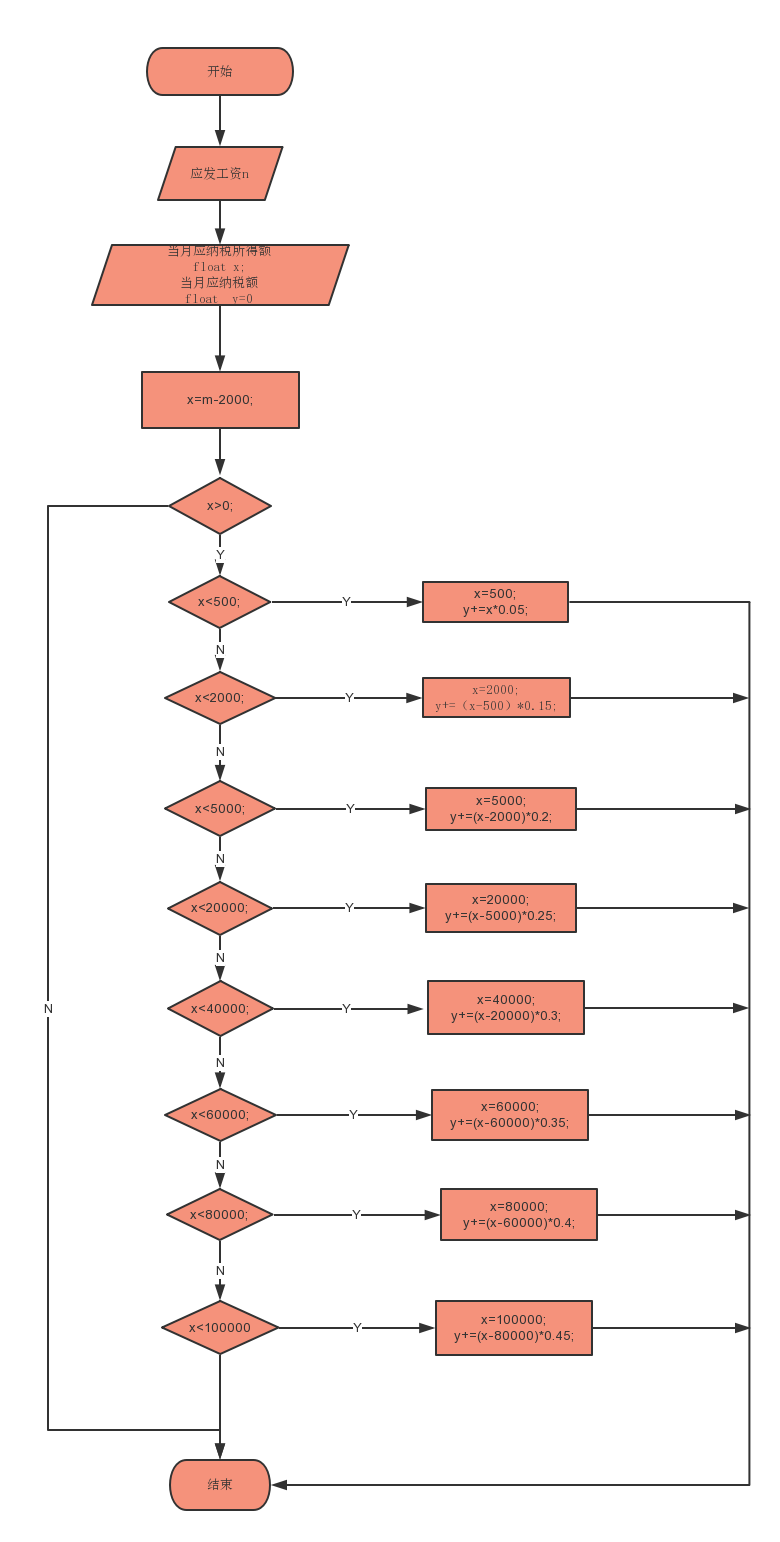 开始
应发工资n
当月应纳税所得额
float x;
当月应纳税额
float y=0
x=m-2000;
x>0;
Y
x<500;
Y
x=500;
y+=x*0.05;
N
x<2000;
Y
x=2000;
y+=（x-500）*0.15;
N
x<5000;
Y
x=5000;
y+=(x-2000)*0.2;
N
x<20000;
Y
x=20000;
y+=(x-5000)*0.25;
N
N
x<40000;
Y
x=40000;
y+=(x-20000)*0.3;
N
x<60000;
Y
x=60000;
y+=(x-60000)*0.35;
N
x<80000;
Y
x=80000;
y+=(x-60000)*0.4;
N
x<100000
Y
x=100000;
y+=(x-80000)*0.45;
结束